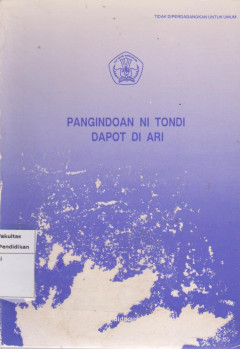 TIDAK DIPERDAGANGKAN UNTUK UMUM
PANGINDOAN NI TONDI
DAPOT DI ARI
Fakultas
Pendidikan